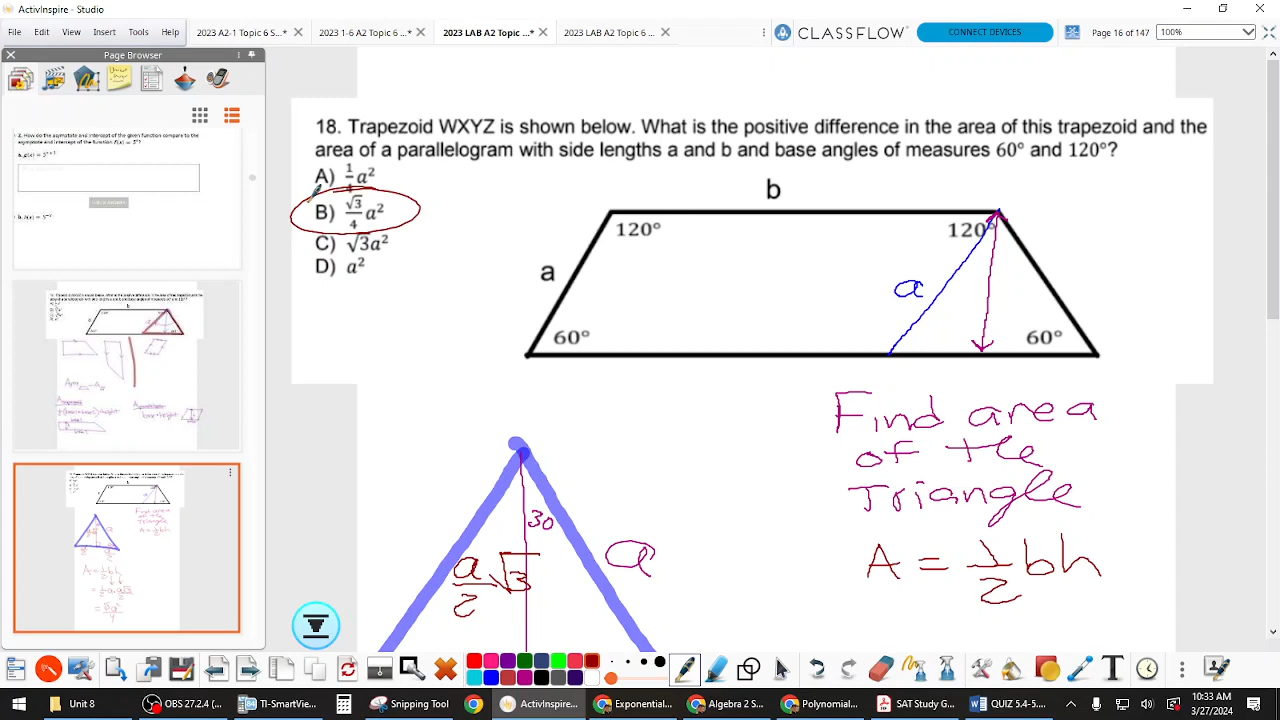 ActivInspire - Studio
File Edit View Insert Tools Help
2023 A2-1 Topic 6 S...*
2023 1-6 A2 Topic 6 ...*
2023 LAB A2 Topic ...*
2023 LAB A2 Topic 6 ...
CLASSFLOW
CONNECT DEVICES
Page 16 of 147
100%
Page Browser
18. Trapezoid WXYZ is shown below. What is the positive difference in the area of this trapezoid and the
area of a parallelogram with side lengths a and b and base angles of measures 60° and 120°?
A) 1/4 a²
B) √3/4 a²
C) √3a²
D) a²
b
120°
120°
a
a
60°
60°
Find area
of the
Triangle
A = 1/2 bh
30
a/2 √3
a
Unit 8
OBS 27.2.4 (...
TI-SmartVie...
Snipping Tool
ActivInspire...
Exponential...
Algebra 2 S...
Polynomial...
SAT Study G...
QUIZ 5.4-5....
10:33 AM
3/27/2024